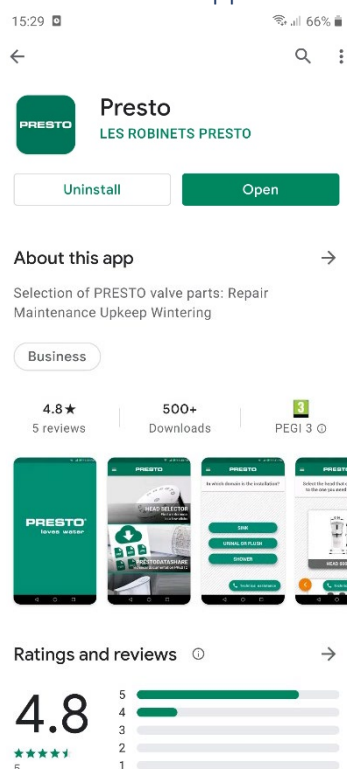 15:29
66%
PRESTO
Presto
LES ROBINETS PRESTO
Uninstall
Open
About this app
Selection of PRESTO valve parts: Repair
Maintenance Upkeep Wintering
Business
4.8★
5 reviews
500+
Downloads
3
PEGI 3
PRESTO
loves water
PRESTO
HEAD SELECTOR
PRESTODATASHARE
PRESTO
In which domain is the installation?
SINK
URINAL OR FLUSH
SHOWER
Ratings and reviews
4.8
5
4
3
2
1
5